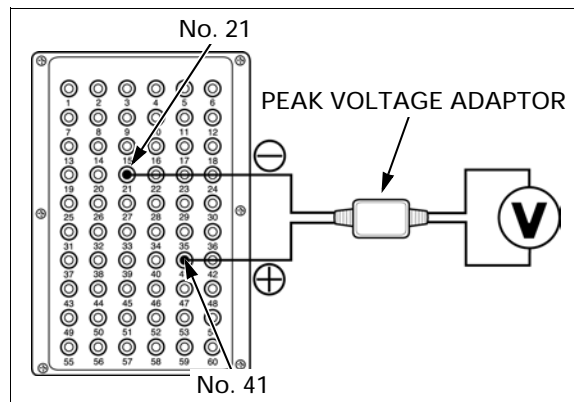 No. 21
1 2 3 4 5 6
PEAK VOLTAGE ADAPTOR
7 8 9 11 12
13 14 15 16 17 18
−
19 20 21 22 23 24
V
25 26 27 28 29 30
31 32 33 34 35 36
+
37 38 39 40 42
43 44 45 46 47 48
49 50 51 52 53
55 56 57 58 59 60
No. 41